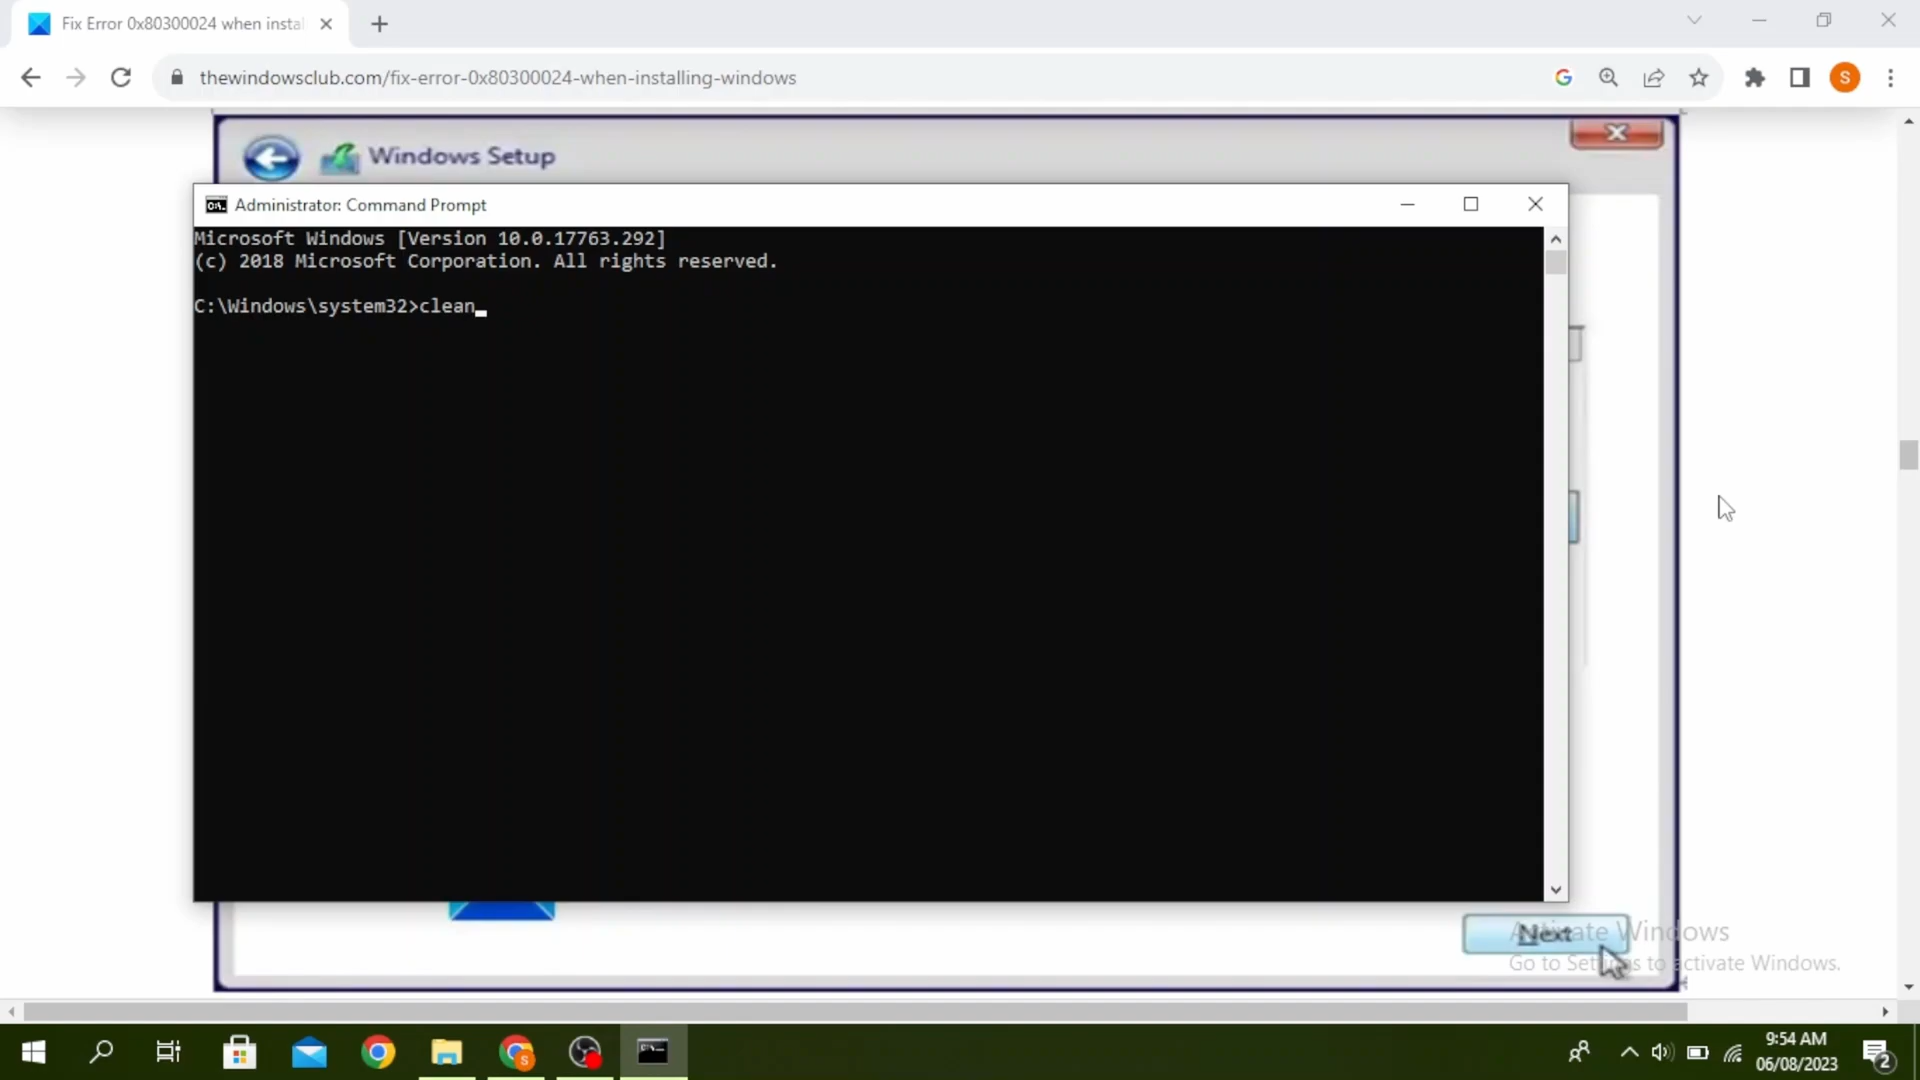 Fix Error 0x80300024 when instal
thewindowsclub.com/fix-error-0x80300024-when-installing-windows
S
Windows Setup
Administrator: Command Prompt
Microsoft Windows [Version 10.0.17763.292]
(c) 2018 Microsoft Corporation. All rights reserved.
C:\Windows\system32>clean
Next
Activate Windows
Go to Settings to activate Windows.
S
9:54 AM
06/08/2023
2